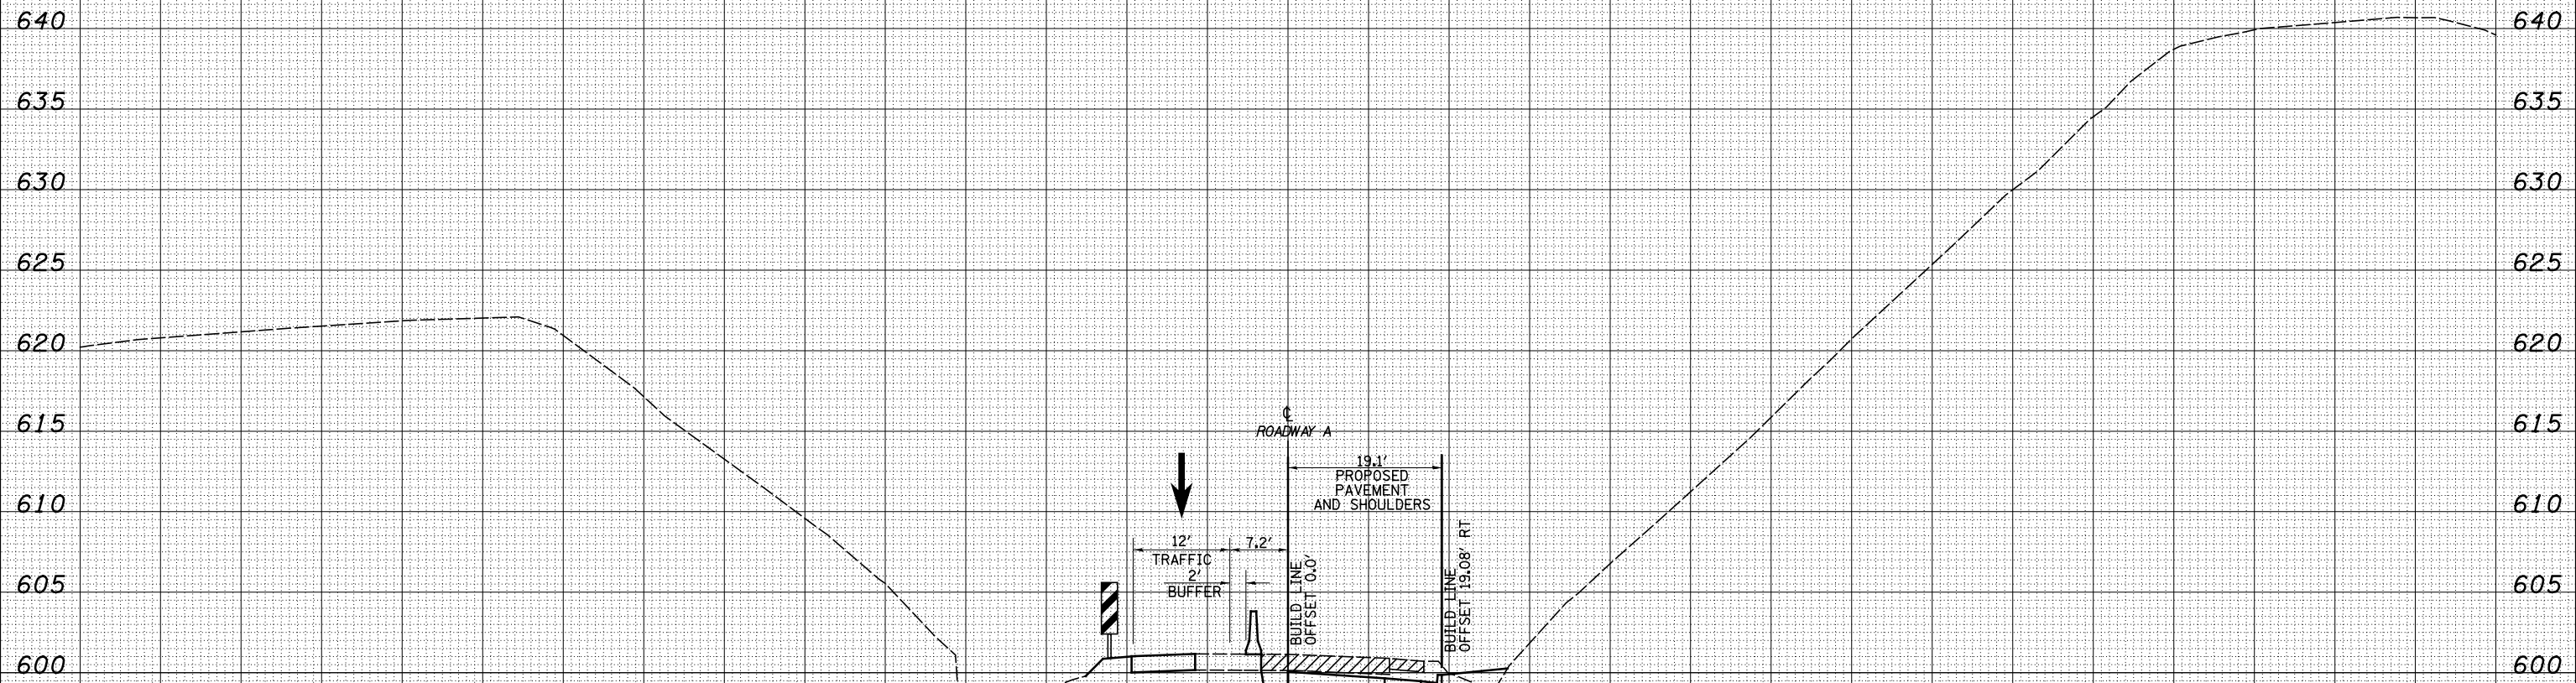 640 640
635 635
630 630
625 625
620 620
615 615
℄
ROADWAY A
19.1'
PROPOSED
PAVEMENT
AND SHOULDERS
610 610
12'
TRAFFIC
7.2'
2'
BUFFER
BUILD LINE
OFFSET 0.0'
BUILD LINE
OFFSET 19.08' RT
605 605
600 600